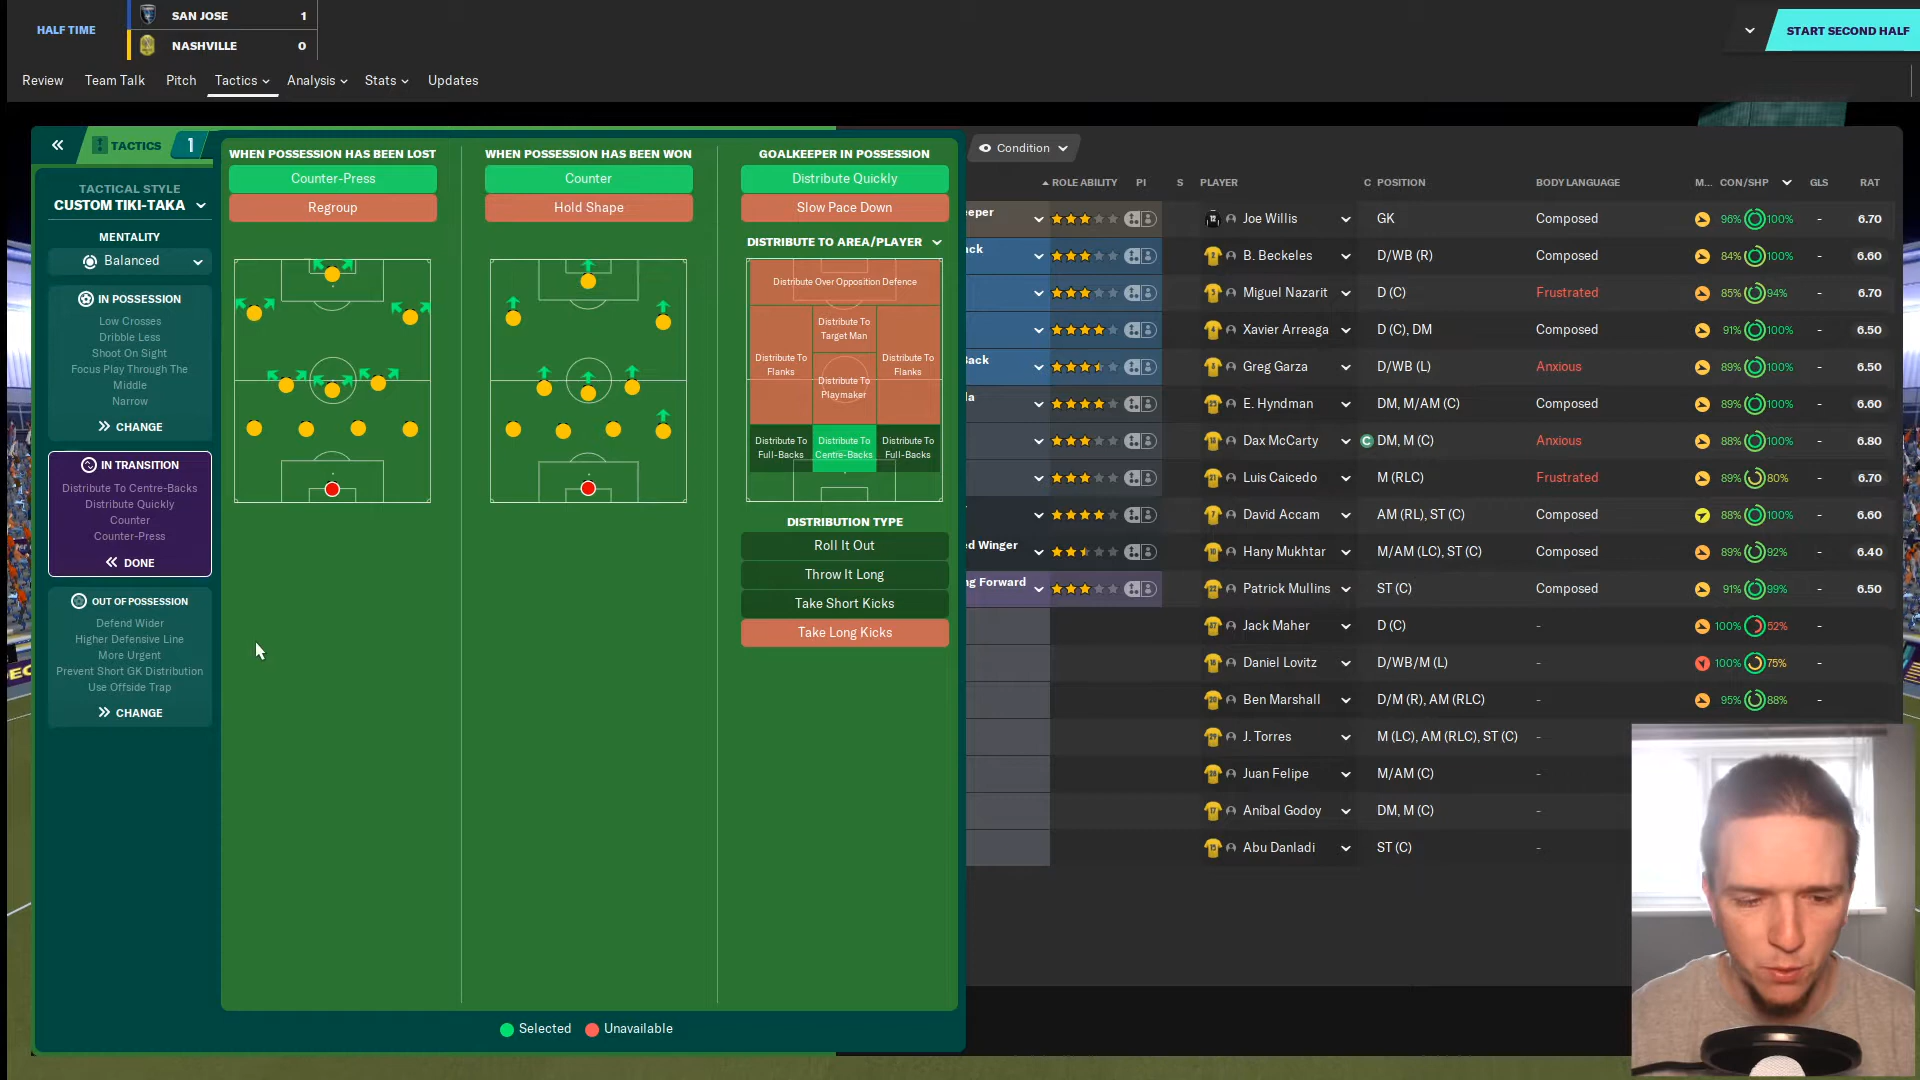 HALF TIME
SAN JOSE 1
NASHVILLE 0
START SECOND HALF
Review Team Talk Pitch Tactics Analysis Stats Updates
TACTICS 1
TACTICAL STYLE
CUSTOM TIKI-TAKA
MENTALITY
Balanced
IN POSSESSION
Low Crosses
Dribble Less
Shoot On Sight
Focus Play Through The
Middle
Narrow
CHANGE
IN TRANSITION
Distribute To Centre-Backs
Distribute Quickly
Counter
Counter-Press
DONE
OUT OF POSSESSION
Defend Wider
Higher Defensive Line
More Urgent
Prevent Short GK Distribution
Use Offside Trap
CHANGE
WHEN POSSESSION HAS BEEN LOST
Counter-Press
Regroup
WHEN POSSESSION HAS BEEN WON
Counter
Hold Shape
GOALKEEPER IN POSSESSION
Distribute Quickly
Slow Pace Down
DISTRIBUTE TO AREA/PLAYER
Distribute Over Opposition Defence
Distribute To
Target Man
Distribute To
Flanks
Distribute To
Flanks
Distribute To
Playmaker
Distribute To
Full-Backs
Distribute To
Centre-Backs
Distribute To
Full-Backs
DISTRIBUTION TYPE
Roll It Out
Throw It Long
Take Short Kicks
Take Long Kicks
Selected Unavailable
Condition
ROLE ABILITY PI S PLAYER C POSITION BODY LANGUAGE M... CON/SHP GLS RAT
eeper Joe Willis GK Composed 96% 100% - 6.70
ack B. Beckeles D/WB (R) Composed 84% 100% - 6.60
Miguel Nazarit D (C) Frustrated 85% 94% - 6.70
Xavier Arreaga D (C), DM Composed 91% 100% - 6.50
Back Greg Garza D/WB (L) Anxious 89% 100% - 6.50
la E. Hyndman DM, M/AM (C) Composed 89% 100% - 6.60
Dax McCarty C DM, M (C) Anxious 88% 100% - 6.80
Luis Caicedo M (RLC) Frustrated 89% 80% - 6.70
David Accam AM (RL), ST (C) Composed 88% 100% - 6.60
ed Winger Hany Mukhtar M/AM (LC), ST (C) Composed 89% 92% - 6.40
ng Forward Patrick Mullins ST (C) Composed 91% 99% - 6.50
Jack Maher D (C) - 100% 52% -
Daniel Lovitz D/WB/M (L) - 100% 75% -
Ben Marshall D/M (R), AM (RLC) - 95% 88% -
J. Torres M (LC), AM (RLC), ST (C) -
Juan Felipe M/AM (C) -
Aníbal Godoy DM, M (C) -
Abu Danladi ST (C) -